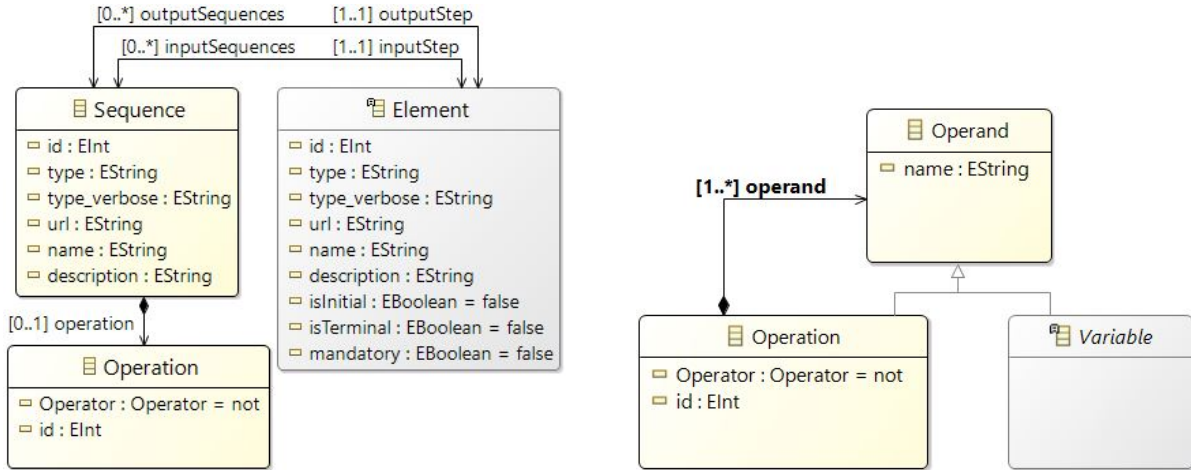 [0..*] outputSequences [1..1] outputStep
[0..*] inputSequences [1..1] inputStep
Sequence
id : EInt
type : EString
type_verbose : EString
url : EString
name : EString
description : EString
Element
id : EInt
type : EString
type_verbose : EString
url : EString
name : EString
description : EString
isInitial : EBoolean = false
isTerminal : EBoolean = false
mandatory : EBoolean = false
[0..1] operation
Operation
Operator : Operator = not
id : EInt
Operand
name : EString
[1..*] operand
Operation
Operator : Operator = not
id : EInt
Variable